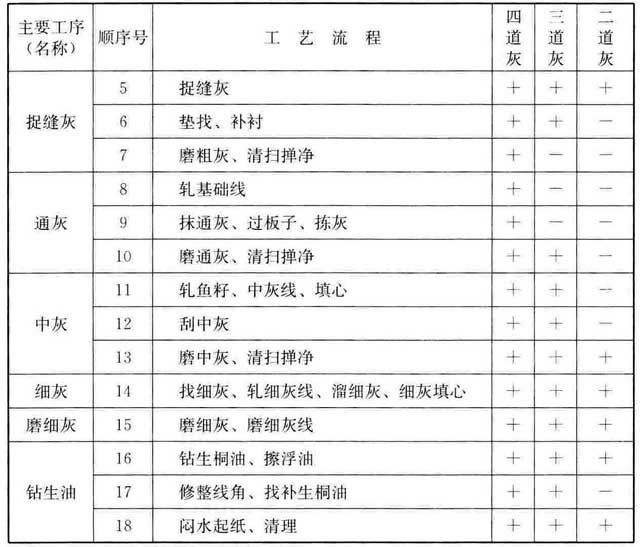 主要工序（名称） 顺序号 工艺流程 四道灰 三道灰 二道灰
捉缝灰 5 捉缝灰 + + +
6 垫找、补衬 + + －
7 磨粗灰、清扫掸净 + － －
通灰 8 轧基础线 + － －
9 抹通灰、过板子、拣灰 + － －
10 磨通灰、清扫掸净 + + －
中灰 11 轧鱼籽、中灰线、填心 + + －
12 刮中灰 + + －
13 磨中灰、清扫掸净 + + +
细灰 14 找细灰、轧细灰线、溜细灰、细灰填心 + + +
磨细灰 15 磨细灰、磨细灰线 + + +
钻生油 16 钻生桐油、擦浮油 + + +
17 修整线角、找补生桐油 + + －
18 闷水起纸、清理 + + +